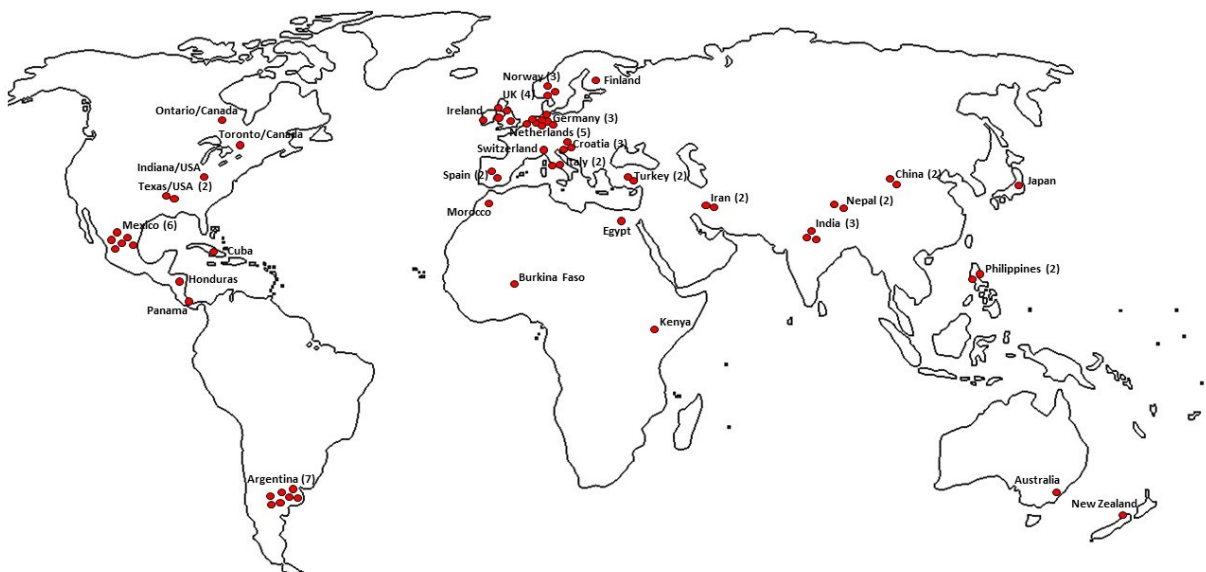 Norway (3)
Finland
UK (4)
Ireland
Ontario/Canada
Germany (3)
Toronto/Canada
Netherlands (5)
Croatia (3)
Switzerland
Indiana/USA
Italy (2)
Texas/USA (2)
Spain (2)
Turkey (2)
China (2)
Japan
Iran (2)
Nepal (2)
Morocco
Mexico (6)
India (3)
Egypt
Cuba
Honduras
Burkina Faso
Philippines (2)
Panama
Kenya
Argentina (7)
Australia
New Zealand